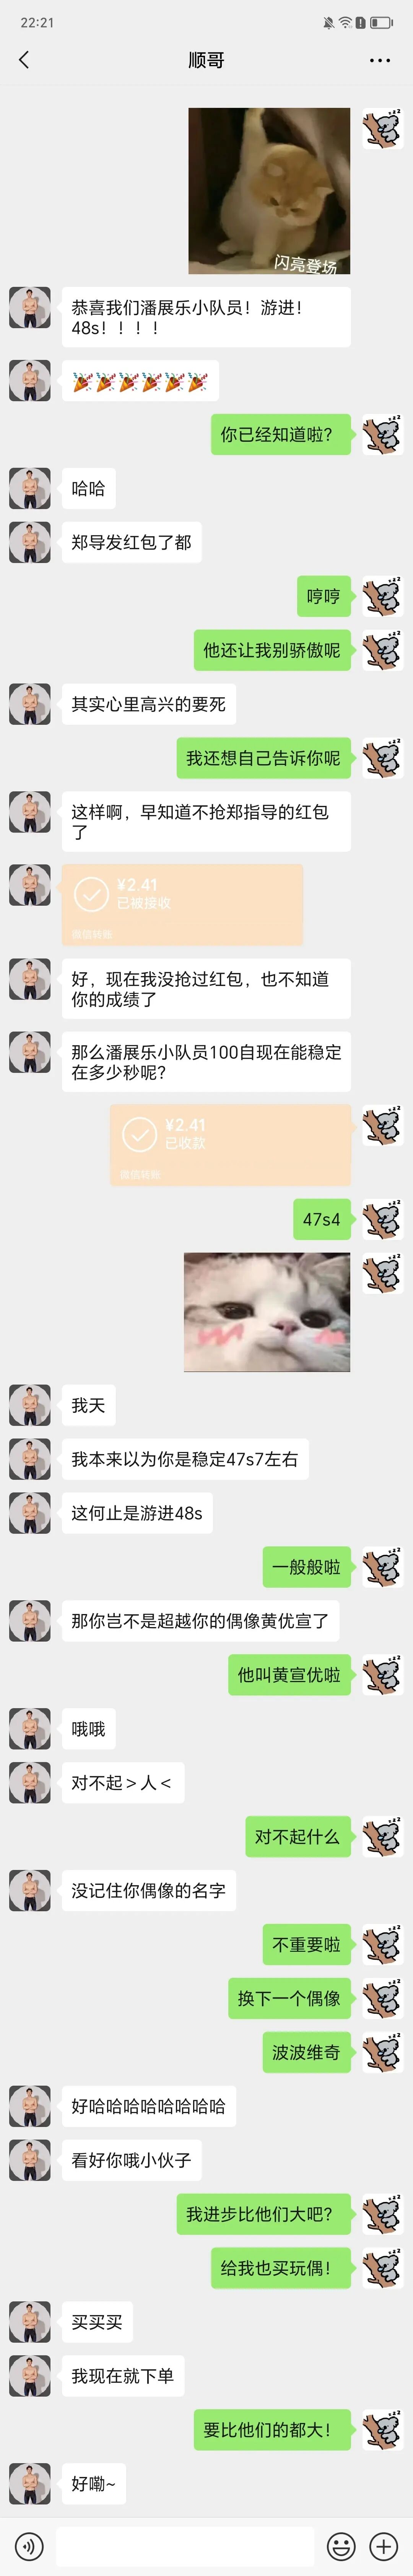 22:21
顺哥
闪亮登场
恭喜我们潘展乐小队员！游进！
48s！！！！
🎉🎉🎉🎉🎉🎉
你已经知道啦？
哈哈
郑导发红包了都
哼哼
他还让我别骄傲呢
其实心里高兴的要死
我还想自己告诉你呢
这样啊，早知道不抢郑指导的红包
了
¥2.41
已被接收
微信转账
好，现在我没抢过红包，也不知道
你的成绩了
那么潘展乐小队员100自现在能稳定
在多少秒呢？
¥2.41
已收款
微信转账
47s4
我天
我本来以为你是稳定47s7左右
这何止是游进48s
一般般啦
那你岂不是超越你的偶像黄优宣了
他叫黄宣优啦
哦哦
对不起＞人＜
对不起什么
没记住你偶像的名字
不重要啦
换下一个偶像
波波维奇
好哈哈哈哈哈哈哈哈
看好你哦小伙子
我进步比他们大吧？
给我也买玩偶！
买买买
我现在就下单
要比他们的都大！
好嘞~